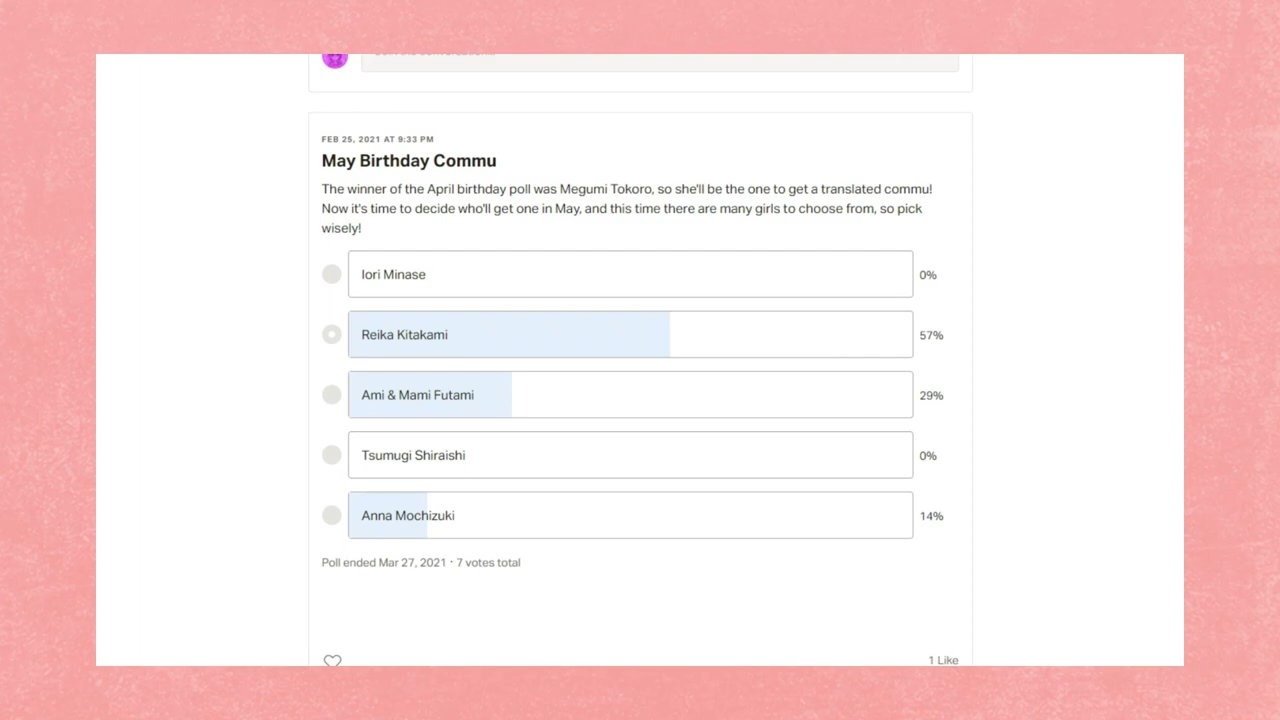 FEB 25, 2021 AT 9:33 PM
May Birthday Commu
The winner of the April birthday poll was Megumi Tokoro, so she'll be the one to get a translated commu!
Now it's time to decide who'll get one in May, and this time there are many girls to choose from, so pick
wisely!
Iori Minase 0%
Reika Kitakami 57%
Ami & Mami Futami 29%
Tsumugi Shiraishi 0%
Anna Mochizuki 14%
Poll ended Mar 27, 2021 · 7 votes total
1 Like